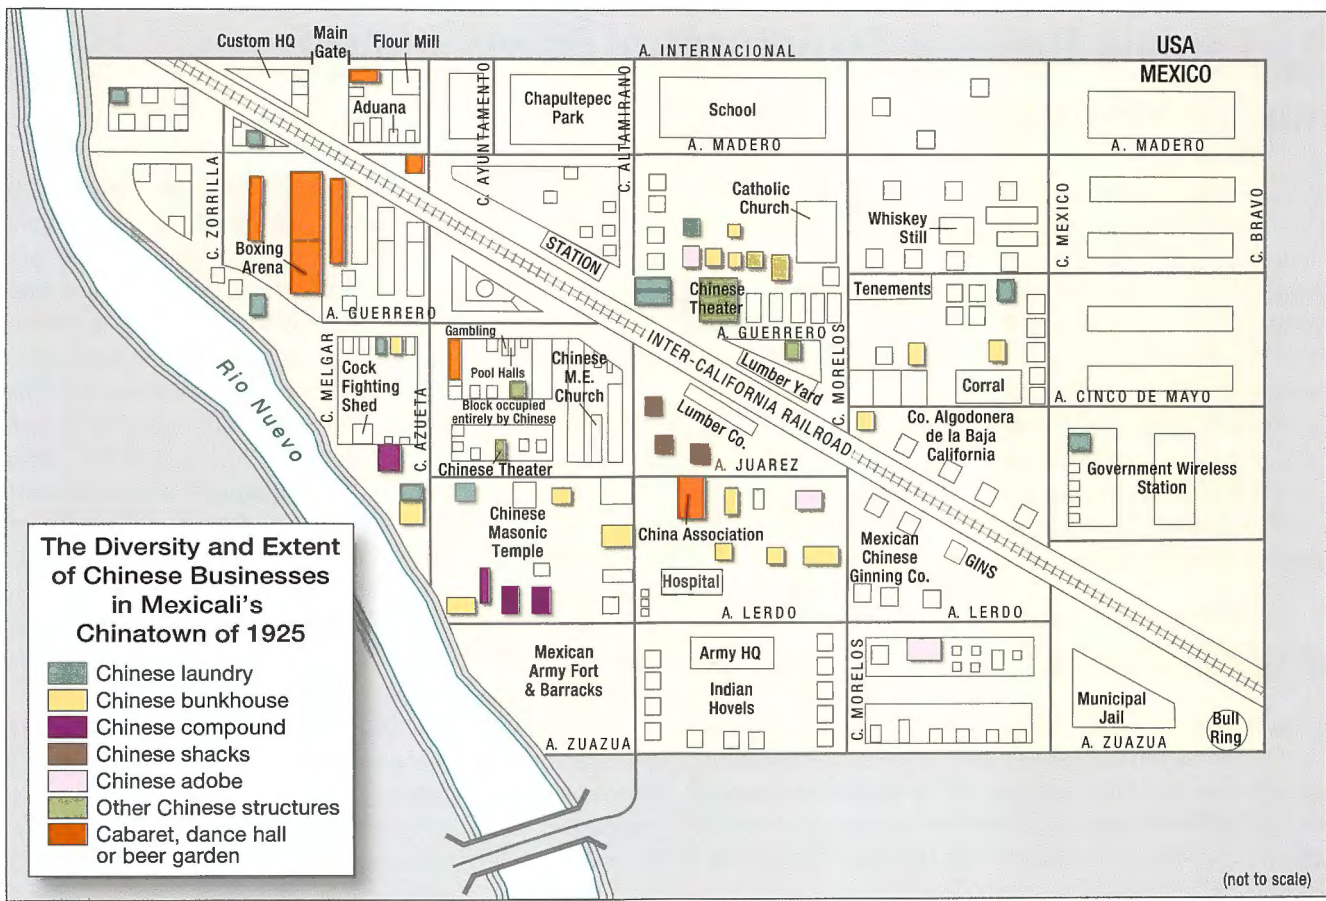 Custom HQ
Main
Gate
Flour Mill
A. INTERNACIONAL
USA
MEXICO
Aduana
C. AYUNTAMENTO
Chapultepec
Park
C. ALTAMIRANO
School
A. MADERO
A. MADERO
C. ZORRILLA
Boxing
Arena
STATION
Catholic
Church
Whiskey
Still
C. MEXICO
C. BRAVO
Chinese
Theater
Tenements
A. GUERRERO
A. GUERRERO
Rio Nuevo
C. MELGAR
Cock
Fighting
Shed
C. AZUETA
Gambling
Pool Halls
Block occupied
entirely by Chinese
Chinese Theater
Chinese
M.E.
Church
INTER-CALIFORNIA RAILROAD
Lumber Yard
Lumber Co.
C. MORELOS
Corral
A. CINCO DE MAYO
Co. Algodonera
de la Baja
California
A. JUAREZ
Government Wireless
Station
Chinese
Masonic
Temple
China Association
Hospital
Mexican
Chinese
Ginning Co.
GINS
A. LERDO
A. LERDO
Mexican
Army Fort
& Barracks
Army HQ
Indian
Hovels
C. MORELOS
Municipal
Jail
Bull
Ring
A. ZUAZUA
A. ZUAZUA
The Diversity and Extent
of Chinese Businesses
in Mexicali's
Chinatown of 1925
Chinese laundry
Chinese bunkhouse
Chinese compound
Chinese shacks
Chinese adobe
Other Chinese structures
Cabaret, dance hall
or beer garden
(not to scale)